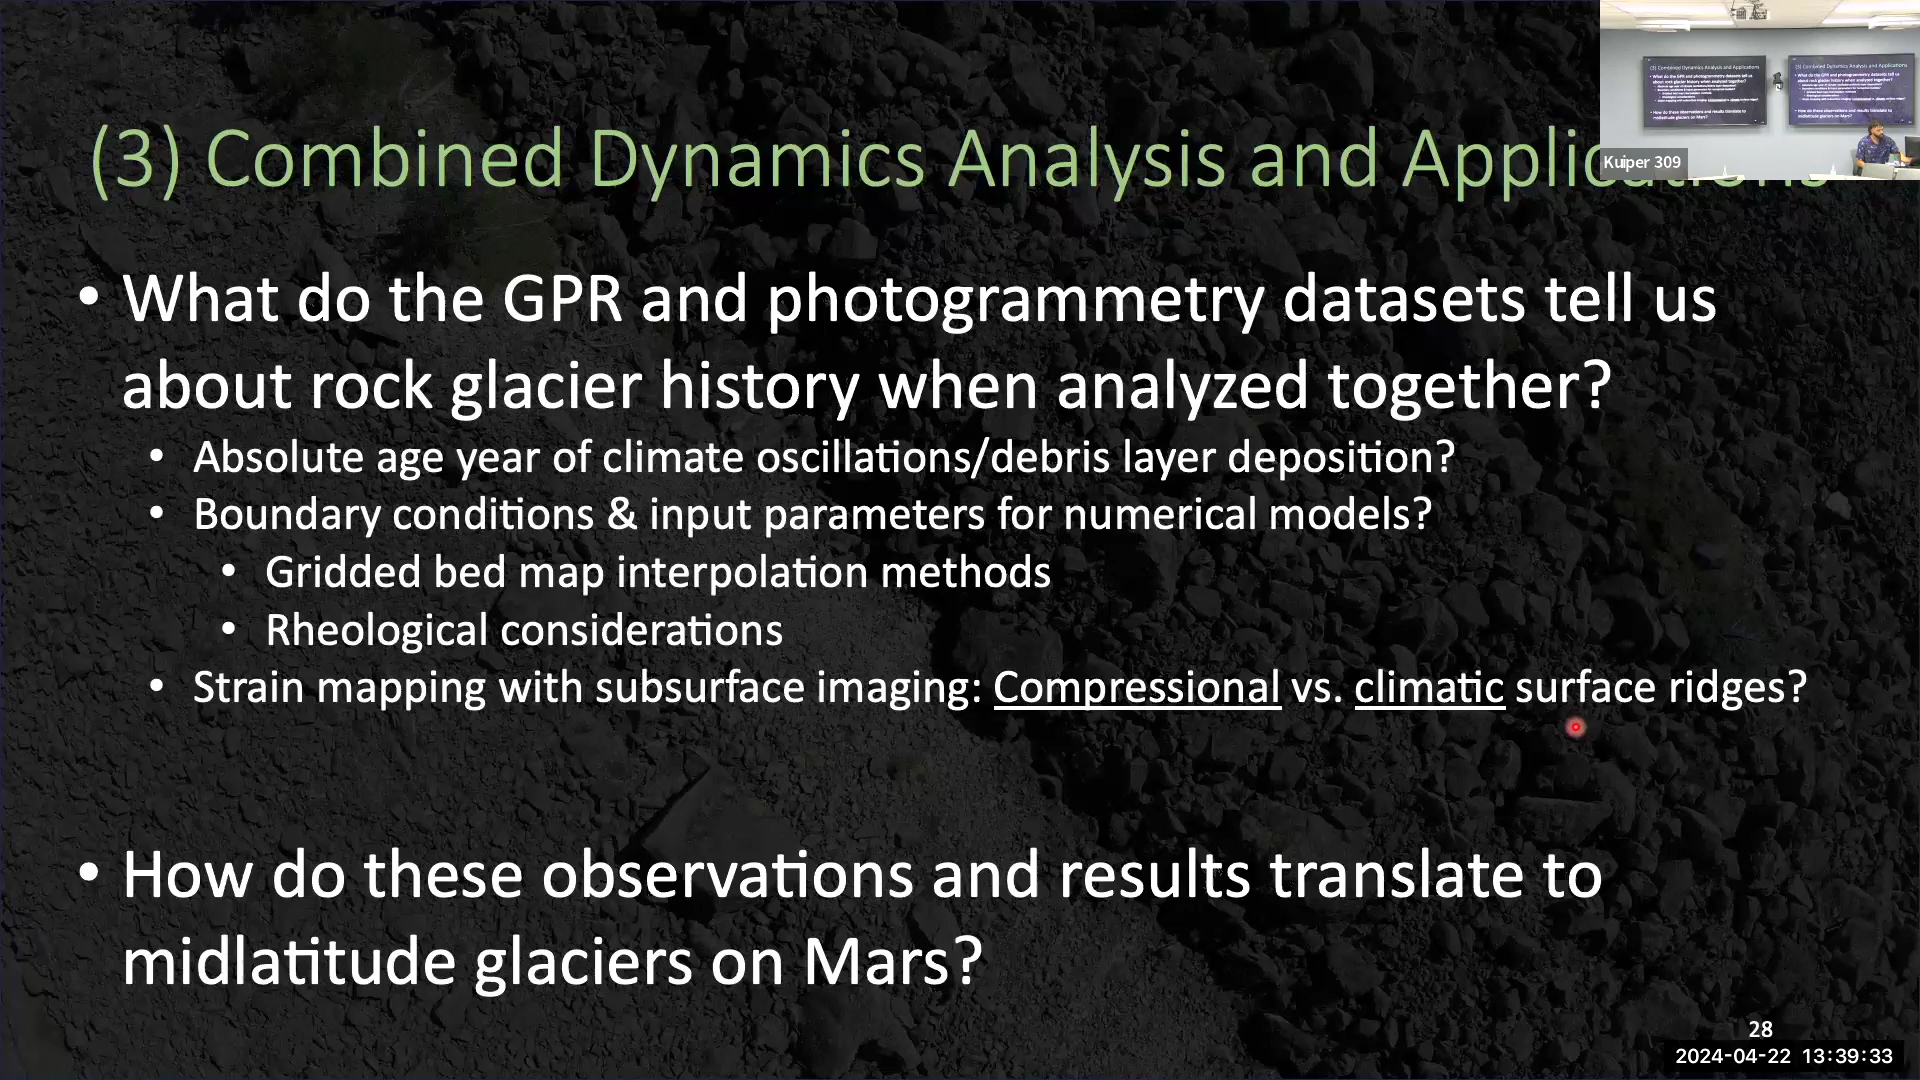 Kuiper 309
(3) Combined Dynamics Analysis and Applications
• What do the GPR and photogrammetry datasets tell us
about rock glacier history when analyzed together?
• Absolute age year of climate oscillations/debris layer deposition?
• Boundary conditions & input parameters for numerical models?
• Gridded bed map interpolation methods
• Rheological considerations
• Strain mapping with subsurface imaging: Compressional vs. climatic surface ridges?
• How do these observations and results translate to
midlatitude glaciers on Mars?
28
2024-04-22 13:39:33